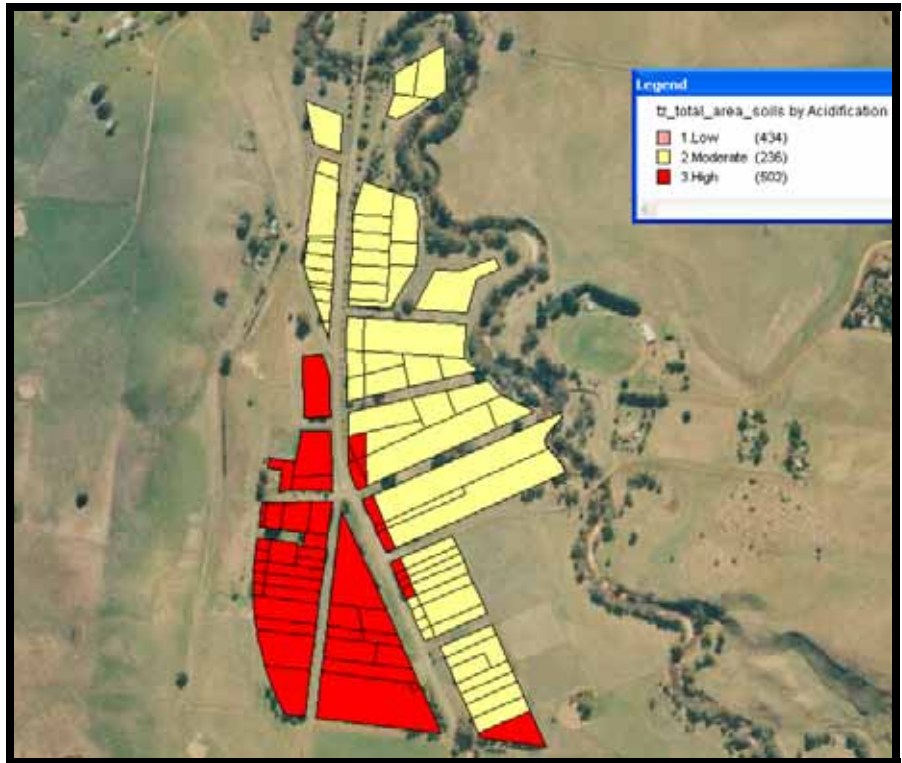 Legend
tz_total_area_soils by Acidification
1.Low (434)
2.Moderate (236)
3.High (502)